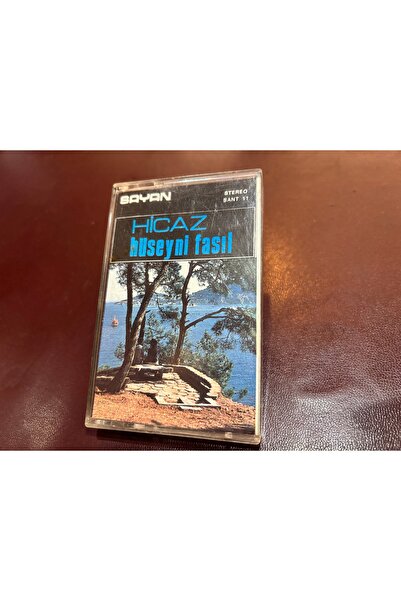 SAYAN
STEREO
SANT 11
HİCAZ
hüseyni fasıl